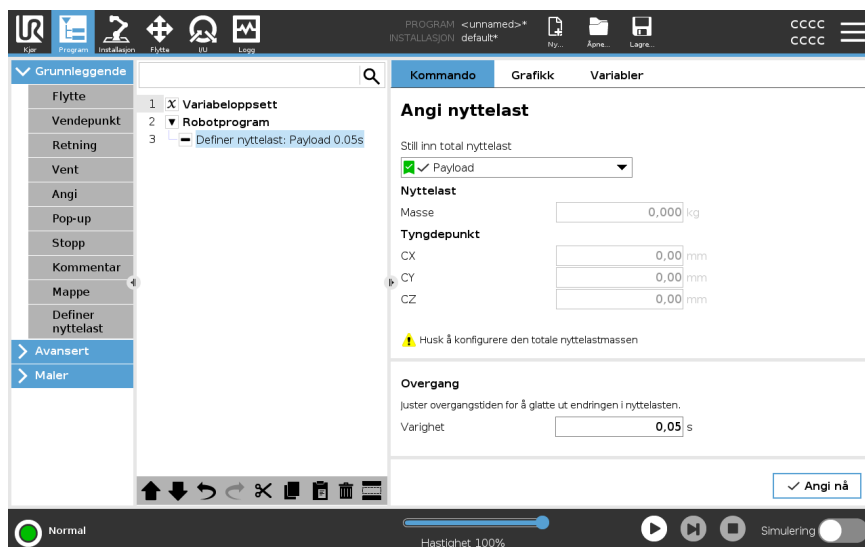 UR
PROGRAM <unnamed>*
INSTALLASJON default*
CCCC
CCCC
Kjør
Program
Installasjon
Flytte
I/U
Logg
Ny...
Åpne...
Lagre...
Grunnleggende
Flytte
Vendepunkt
Retning
Vent
Angi
Pop-up
Stopp
Kommentar
Mappe
Definer
nyttelast
Avansert
Maler
1 X Variabeloppsett
2 Robotprogram
3 Definer nyttelast: Payload 0.05s
Kommando
Grafikk
Variabler
Angi nyttelast
Still inn total nyttelast
Payload
Nyttelast
Masse 0,000 kg
Tyngdepunkt
CX 0,00 mm
CY 0,00 mm
CZ 0,00 mm
Husk å konfigurere den totale nyttelastmassen
Overgang
Juster overgangstiden for å glatte ut endringen i nyttelasten.
Varighet 0,05 s
Angi nå
Normal
Hastighet 100%
Simulering